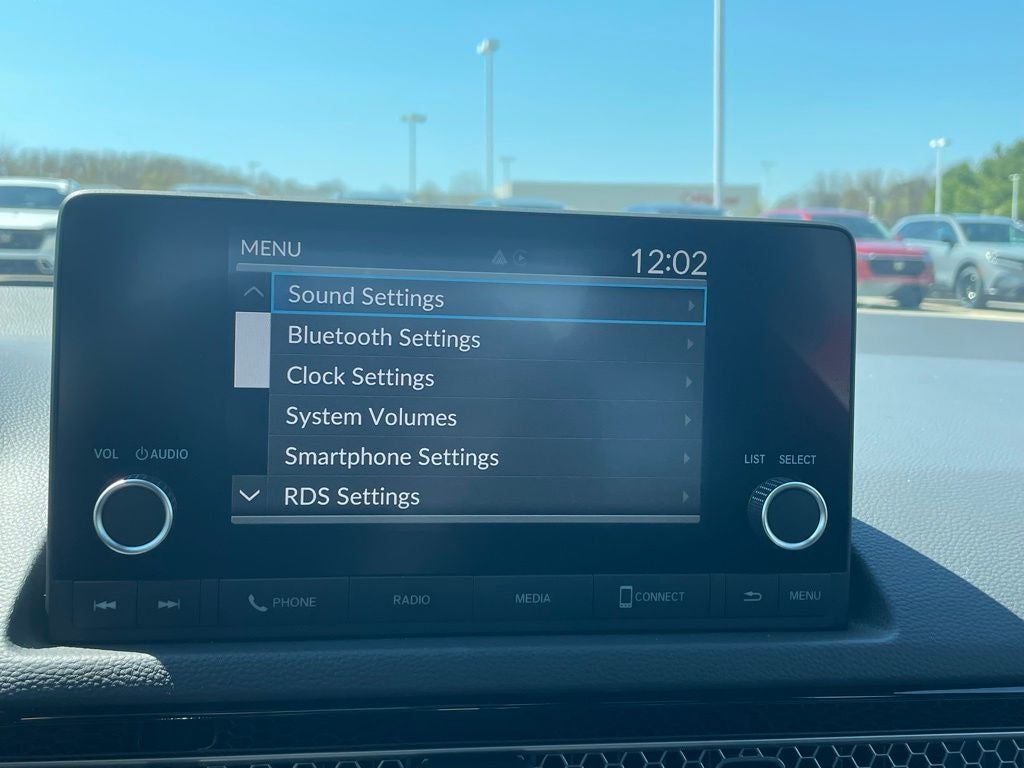 MENU
12:02
Sound Settings
Bluetooth Settings
Clock Settings
System Volumes
Smartphone Settings
RDS Settings
VOL AUDIO
LIST SELECT
PHONE
RADIO
MEDIA
CONNECT
MENU